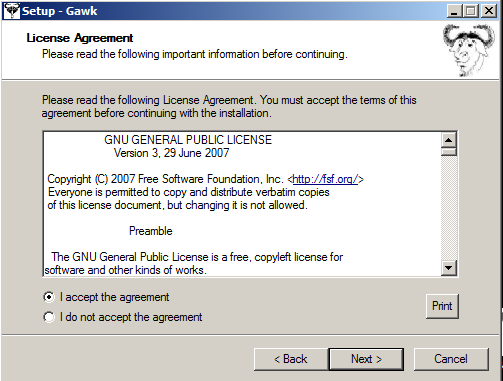 Setup - Gawk
License Agreement
Please read the following important information before continuing.
Please read the following License Agreement. You must accept the terms of this
agreement before continuing with the installation.
GNU GENERAL PUBLIC LICENSE
Version 3, 29 June 2007
Copyright (C) 2007 Free Software Foundation, Inc. <http://fsf.org/>
Everyone is permitted to copy and distribute verbatim copies
of this license document, but changing it is not allowed.
Preamble
The GNU General Public License is a free, copyleft license for
software and other kinds of works.
I accept the agreement
I do not accept the agreement
Print
< Back
Next >
Cancel